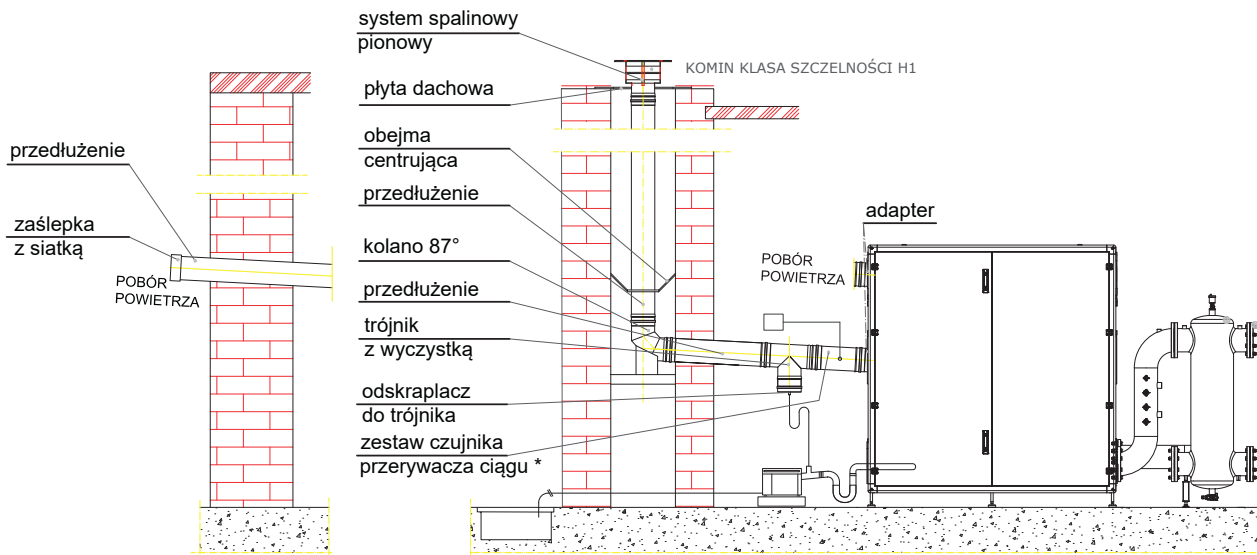 system spalinowy
pionowy
KOMIN KLASA SZCZELNOŚCI H1
płyta dachowa
obejma
centrująca
przedłużenie
przedłużenie
zaślepka
z siatką
POBÓR
POWIETRZA
kolano 87°
przedłużenie
trójnik
z wyczystką
odskraplacz
do trójnika
zestaw czujnika
przerywacza ciągu *
adapter
POBÓR
POWIETRZA